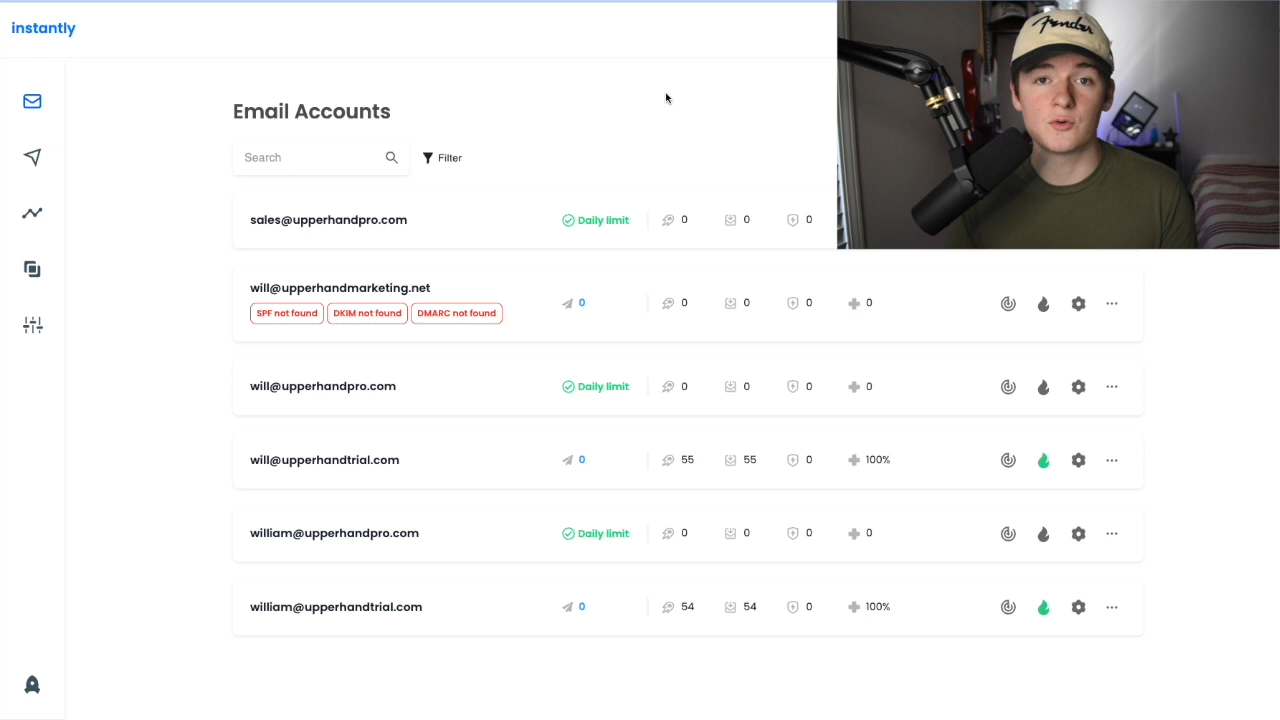 instantly
Fender
Email Accounts
Search
Filter
sales@upperhandpro.com Daily limit 0 0 0
will@upperhandmarketing.net
SPF not found DKIM not found DMARC not found 0 0 0 0 0
will@upperhandpro.com Daily limit 0 0 0 0
will@upperhandtrial.com 0 55 55 0 100%
william@upperhandpro.com Daily limit 0 0 0 0
william@upperhandtrial.com 0 54 54 0 100%